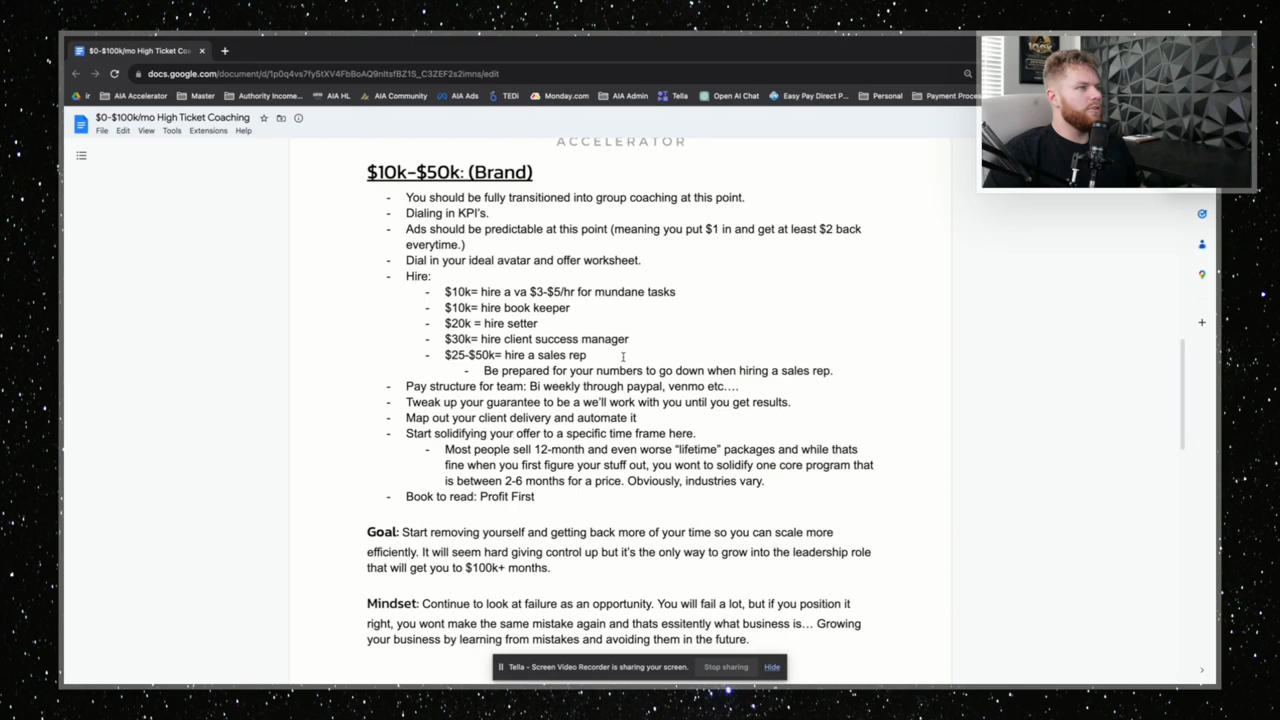 $0-$100k/mo High Ticket Coa
docs.google.com/document/d/1p0q4vs7fy5tXV4FbBoAQ9nltsfBZ1S_C3ZEF2s2imns/edit
ir
AIA Accelerator
Master
Authority Income...
AIA HL
AIA Community
AIA Ads
TEDi
Monday.com
AIA Admin
Tella
Open AI Chat
Easy Pay Direct P...
Personal
Payment Proces
$0-$100k/mo High Ticket Coaching
File Edit View Tools Extensions Help
ACCELERATOR
$10k–$50k: (Brand)
- You should be fully transitioned into group coaching at this point.
- Dialing in KPI's.
- Ads should be predictable at this point (meaning you put $1 in and get at least $2 back
everytime.)
- Dial in your ideal avatar and offer worksheet.
- Hire:
- $10k= hire a va $3-$5/hr for mundane tasks
- $10k= hire book keeper
- $20k = hire setter
- $30k= hire client success manager
- $25-$50k= hire a sales rep
- Be prepared for your numbers to go down when hiring a sales rep.
- Pay structure for team: Bi weekly through paypal, venmo etc….
- Tweak up your guarantee to be a we'll work with you until you get results.
- Map out your client delivery and automate it
- Start solidifying your offer to a specific time frame here.
- Most people sell 12-month and even worse “lifetime” packages and while thats
fine when you first figure your stuff out, you wont to solidify one core program that
is between 2-6 months for a price. Obviously, industries vary.
- Book to read: Profit First
Goal: Start removing yourself and getting back more of your time so you can scale more
efficiently. It will seem hard giving control up but it's the only way to grow into the leadership role
that will get you to $100k+ months.
Mindset: Continue to look at failure as an opportunity. You will fail a lot, but if you position it
right, you wont make the same mistake again and thats essitently what business is… Growing
your business by learning from mistakes and avoiding them in the future.
Tella - Screen Video Recorder is sharing your screen.
Stop sharing
Hide